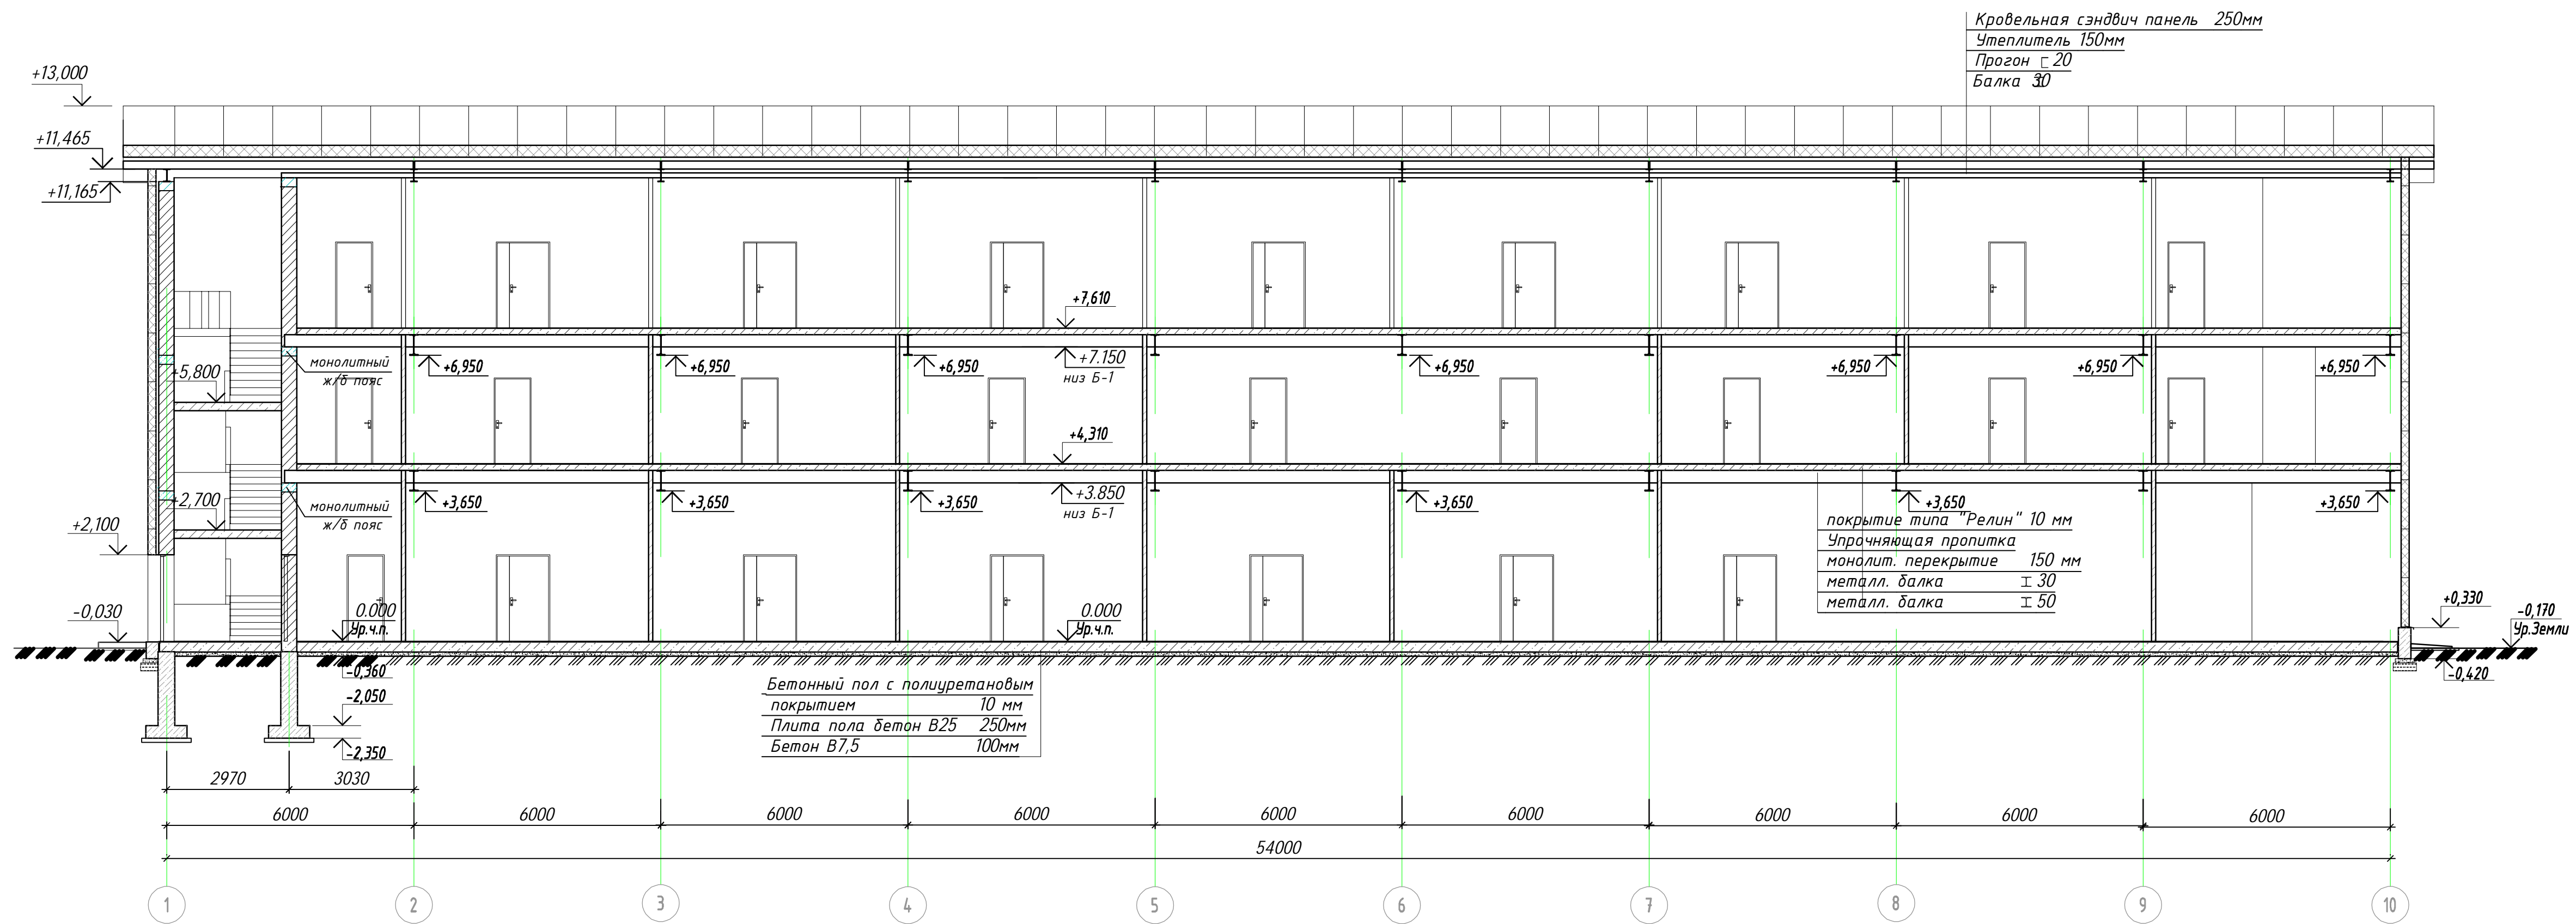 Кровельная сэндвич панель 250мм
Утеплитель 150мм
Прогон ⊏ 20
Балка 30
+13,000
+11,465
+11,165
+7,610
+6,950
+6,950
+6,950
+7.150
низ Б-1
+6,950
+6,950
+6,950
+6,950
монолитный
ж/б пояс
+5,800
+4,310
+3,650
+3,650
+3,650
+3.850
низ Б-1
+3,650
+3,650
+3,650
+2,700
монолитный
ж/б пояс
+2,100
покрытие типа "Релин" 10 мм
Упрочняющая пропитка
монолит. перекрытие 150 мм
металл. балка ⌶ 30
металл. балка ⌶ 50
-0,030
0.000
Ур.ч.п.
0.000
Ур.ч.п.
+0,330
-0,170
Ур.Земли
-0,420
-0,360
-2,050
-2,350
Бетонный пол с полиуретановым
покрытием 10 мм
Плита пола бетон В25 250мм
Бетон В7,5 100мм
2970 3030
6000 6000 6000 6000 6000 6000 6000 6000 6000
54000
1 2 3 4 5 6 7 8 9 10